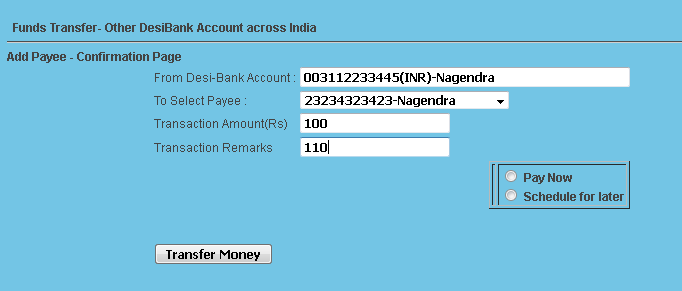 Funds Transfer- Other DesiBank Account across India
Add Payee - Confirmation Page
From Desi-Bank Account : 003112233445(INR)-Nagendra
To Select Payee : 23234323423-Nagendra
Transaction Amount(Rs) 100
Transaction Remarks 110
Pay Now
Schedule for later
Transfer Money